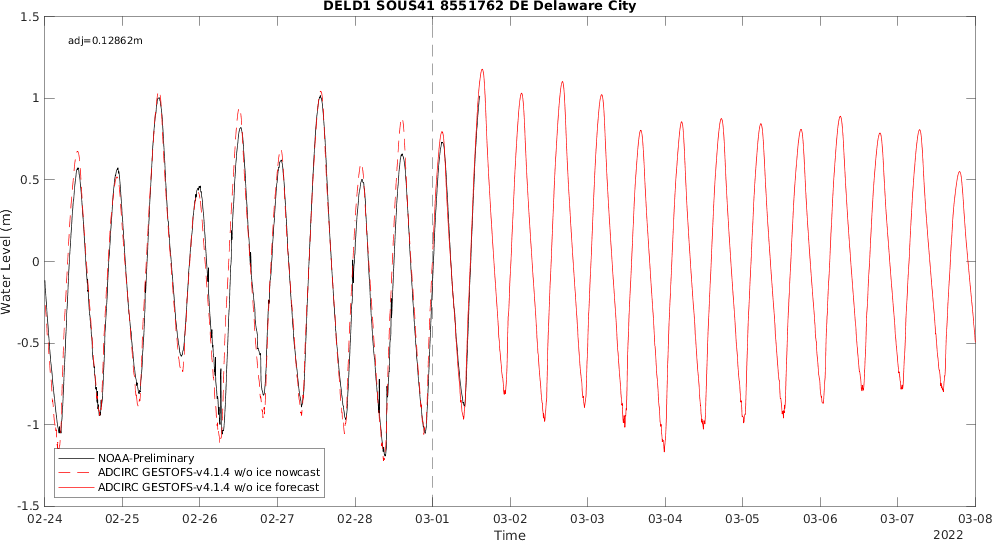 DELD1 SOUS41 8551762 DE Delaware City
adj=0.12862m
1.5
1
0.5
0
-0.5
-1
-1.5
Water Level (m)
NOAA-Preliminary
ADCIRC GESTOFS-v4.1.4 w/o ice nowcast
ADCIRC GESTOFS-v4.1.4 w/o ice forecast
02-24 02-25 02-26 02-27 02-28 03-01 03-02 03-03 03-04 03-05 03-06 03-07 03-08
Time
2022